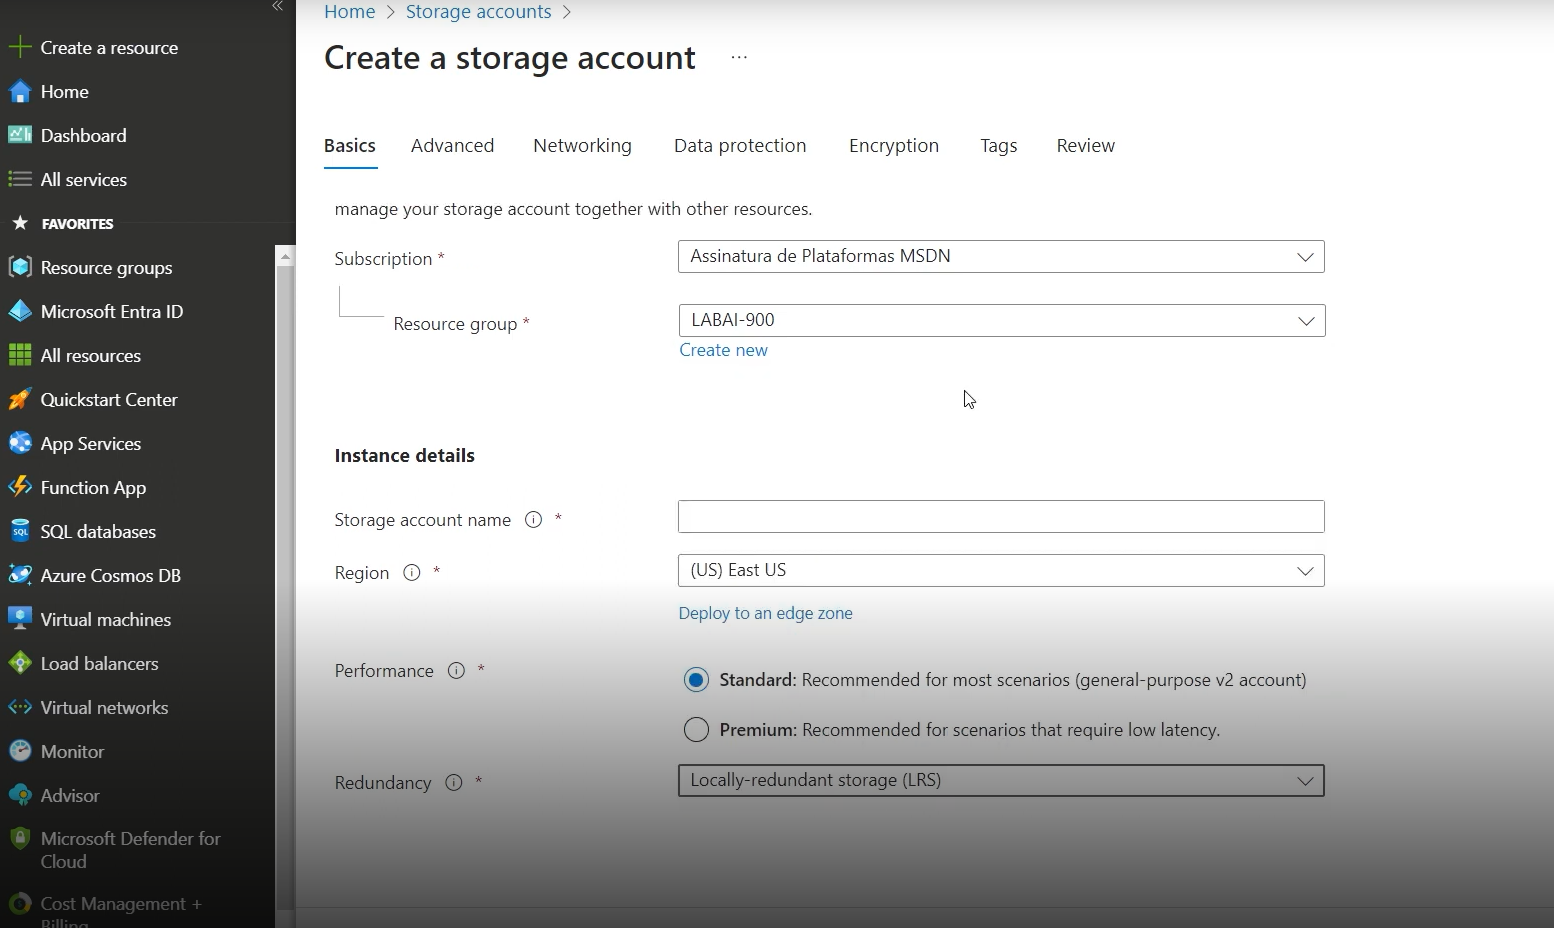 Home > Storage accounts >
Create a storage account ...
Create a resource
Home
Dashboard
All services
FAVORITES
Resource groups
Microsoft Entra ID
All resources
Quickstart Center
App Services
Function App
SQL databases
Azure Cosmos DB
Virtual machines
Load balancers
Virtual networks
Monitor
Advisor
Microsoft Defender for
Cloud
Cost Management +
Billing
Basics Advanced Networking Data protection Encryption Tags Review
manage your storage account together with other resources.
Subscription * Assinatura de Plataformas MSDN
Resource group * LABAI-900
Create new
Instance details
Storage account name *
Region * (US) East US
Deploy to an edge zone
Performance * Standard: Recommended for most scenarios (general-purpose v2 account)
Premium: Recommended for scenarios that require low latency.
Redundancy * Locally-redundant storage (LRS)